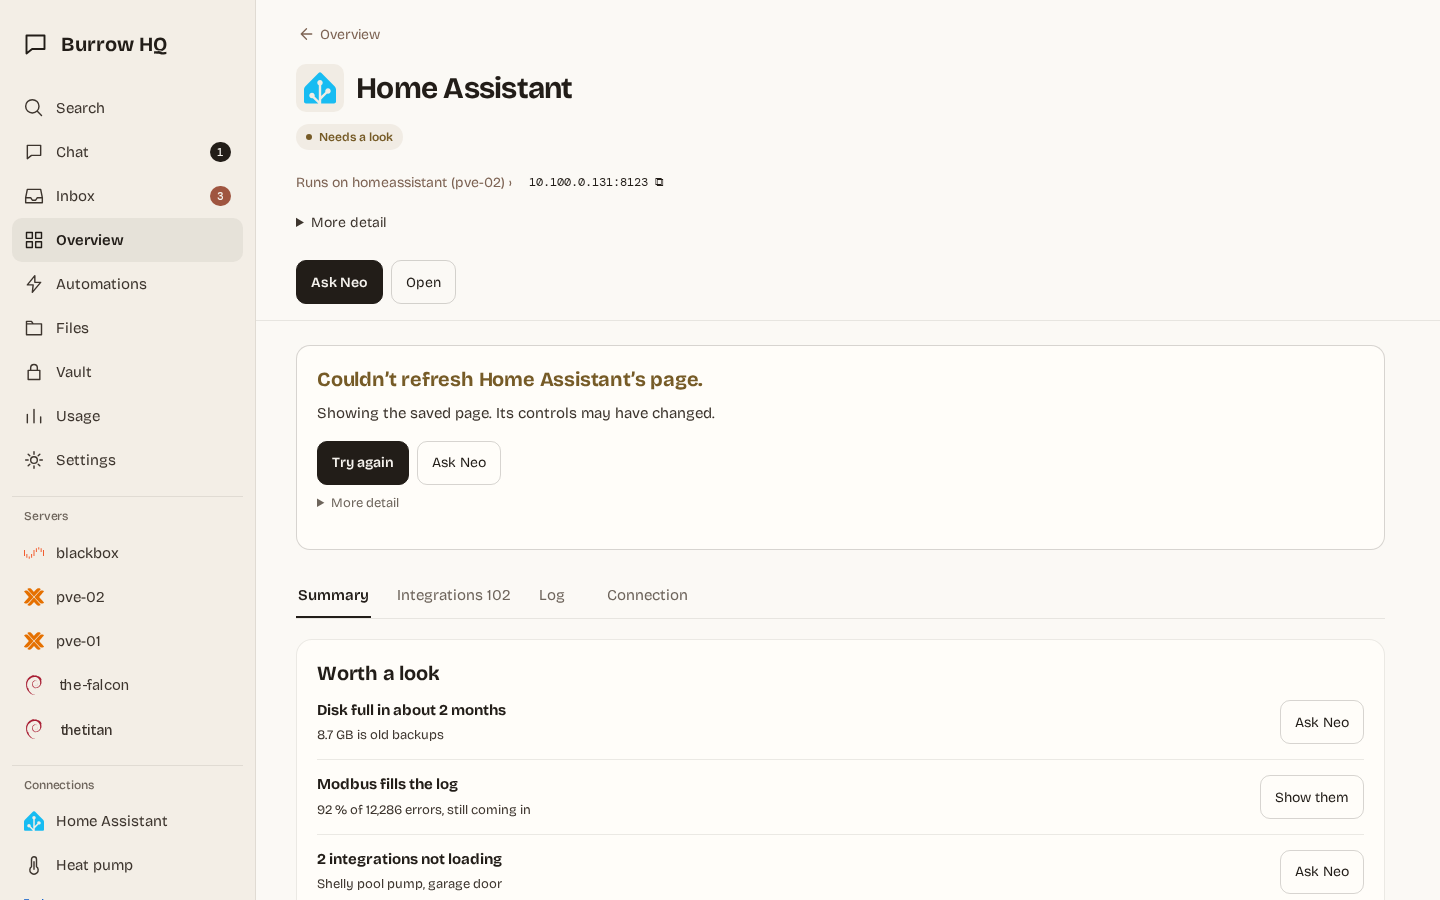 Burrow HQ
Search
Chat 1
Inbox 3
Overview
Automations
Files
Vault
Usage
Settings
Servers
blackbox
pve-02
pve-01
the-falcon
thetitan
Connections
Home Assistant
Heat pump
Overview
Home Assistant
Needs a look
Runs on homeassistant (pve-02) › 10.100.0.131:8123
More detail
Ask Neo Open
Couldn’t refresh Home Assistant’s page.
Showing the saved page. Its controls may have changed.
Try again Ask Neo
More detail
Summary Integrations 102 Log Connection
Worth a look
Disk full in about 2 months
8.7 GB is old backups
Ask Neo
Modbus fills the log
92 % of 12,286 errors, still coming in
Show them
2 integrations not loading
Shelly pool pump, garage door
Ask Neo